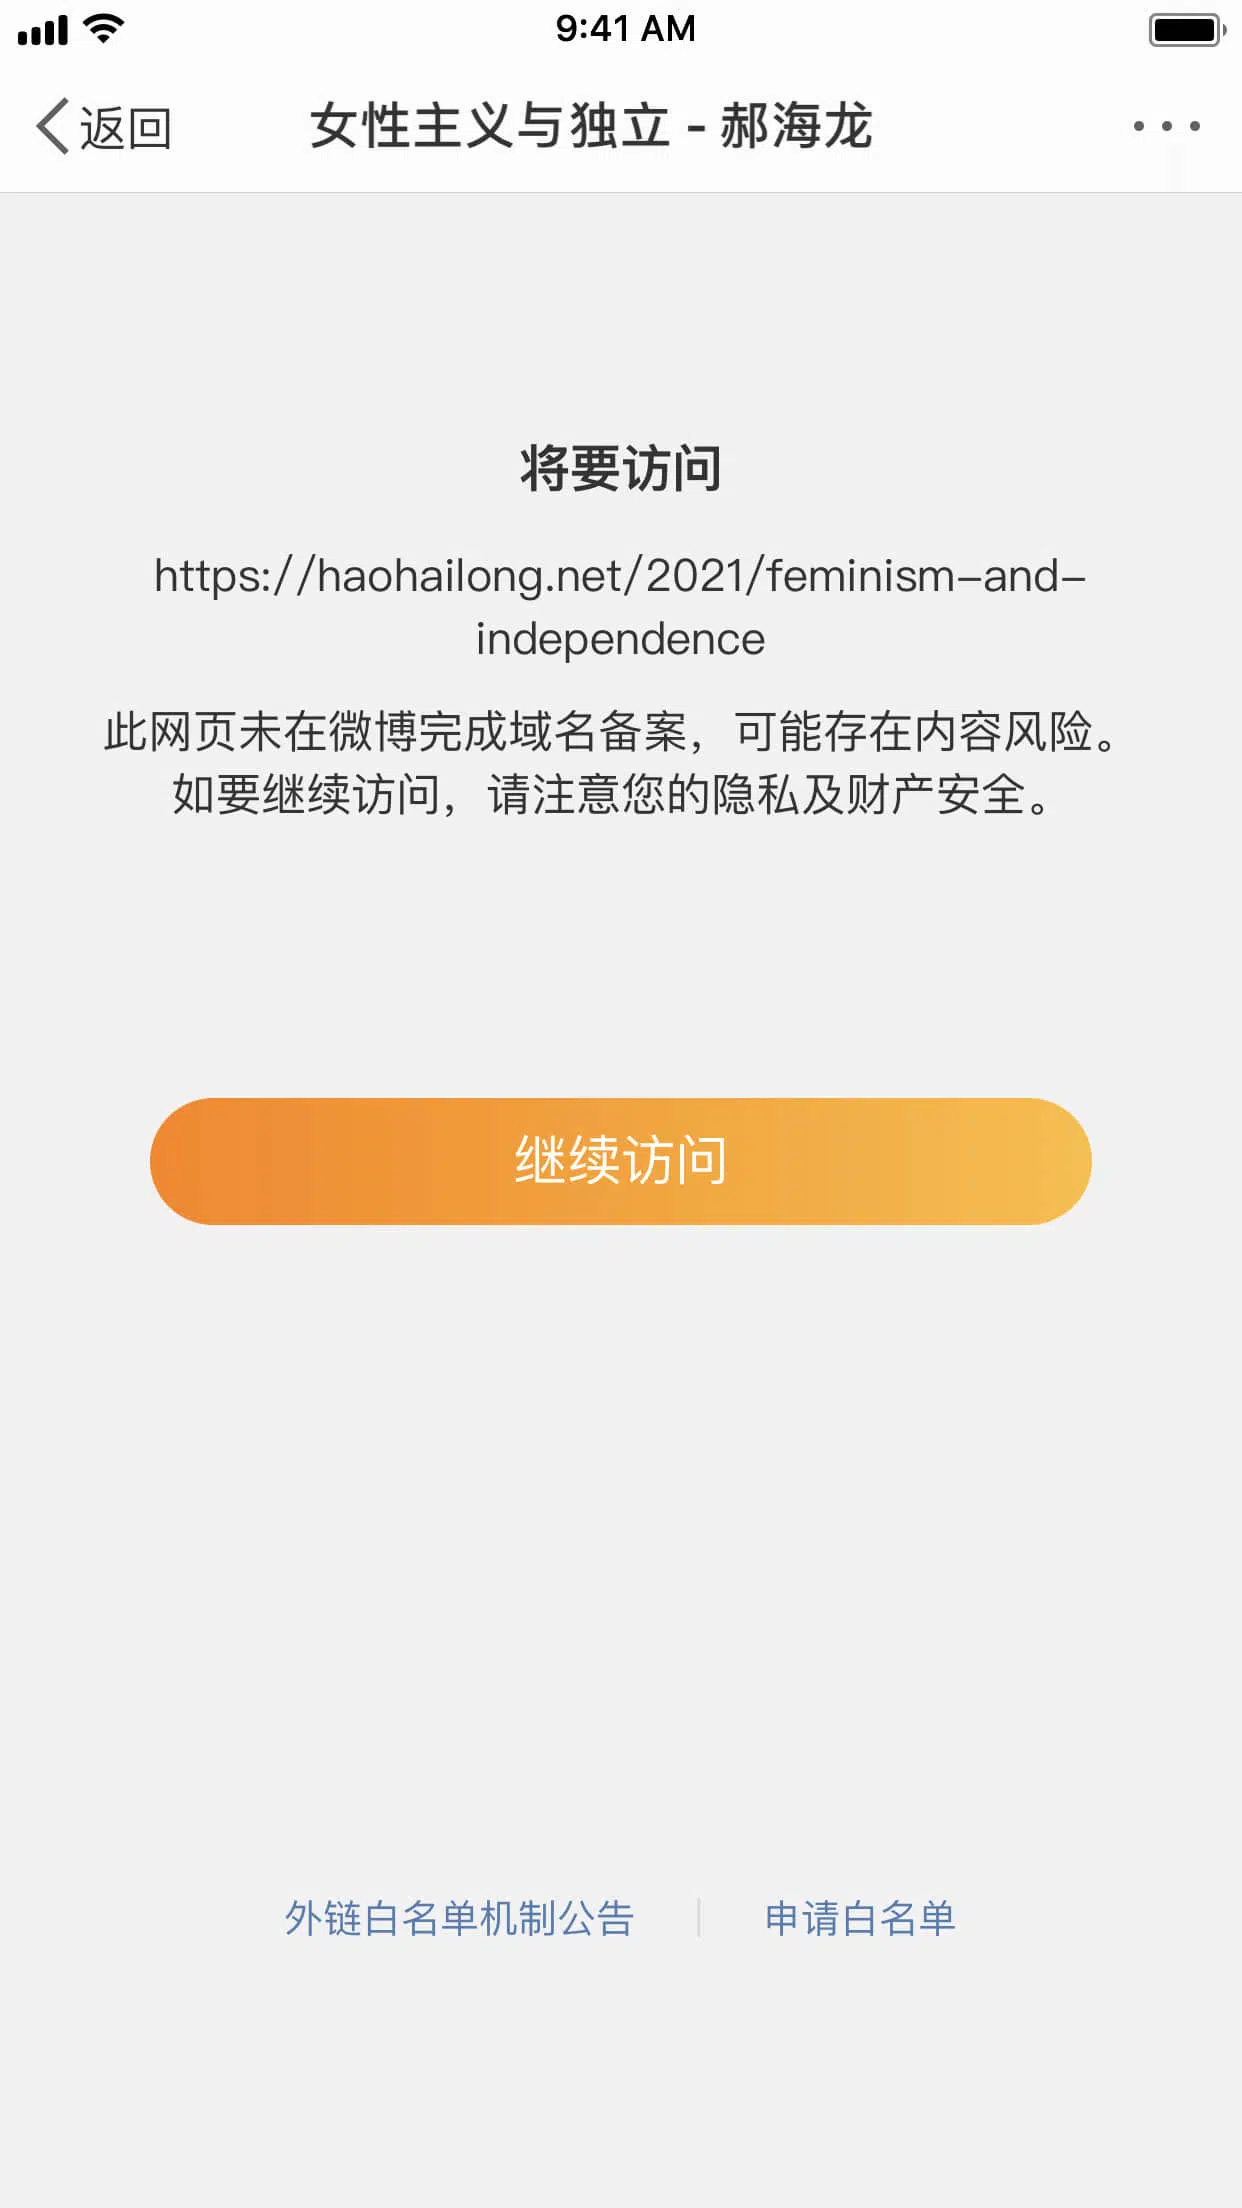 9:41 AM
返回
女性主义与独立 - 郝海龙
将要访问
https://haohailong.net/2021/feminism-and-
independence
此网页未在微博完成域名备案，可能存在内容风险。
如要继续访问，请注意您的隐私及财产安全。
继续访问
外链白名单机制公告
申请白名单